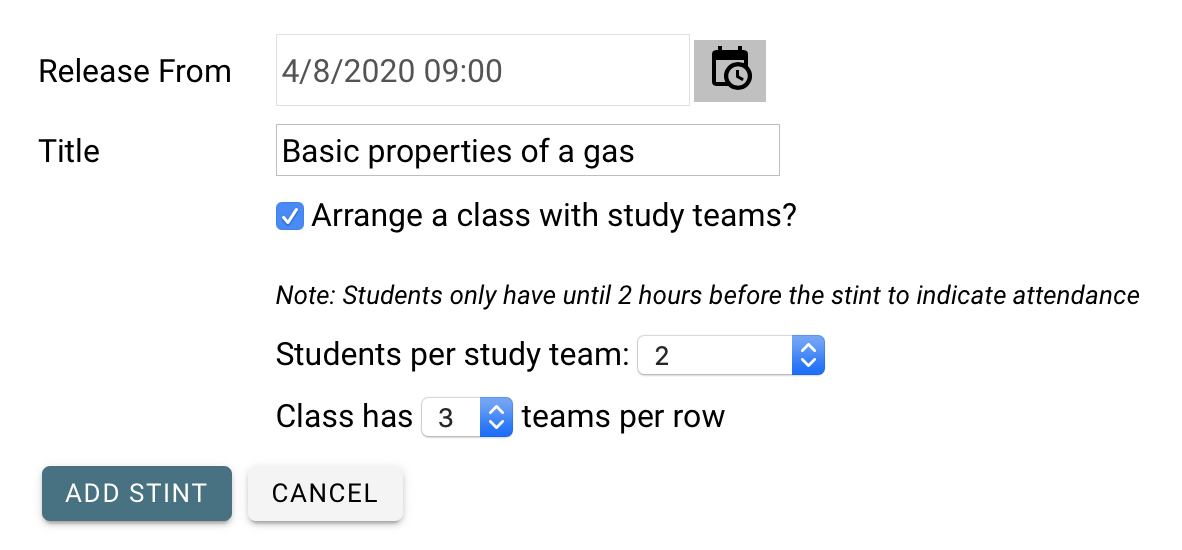 Release From 4/8/2020 09:00
Title Basic properties of a gas
Arrange a class with study teams?
Note: Students only have until 2 hours before the stint to indicate attendance
Students per study team: 2
Class has 3 teams per row
ADD STINT CANCEL